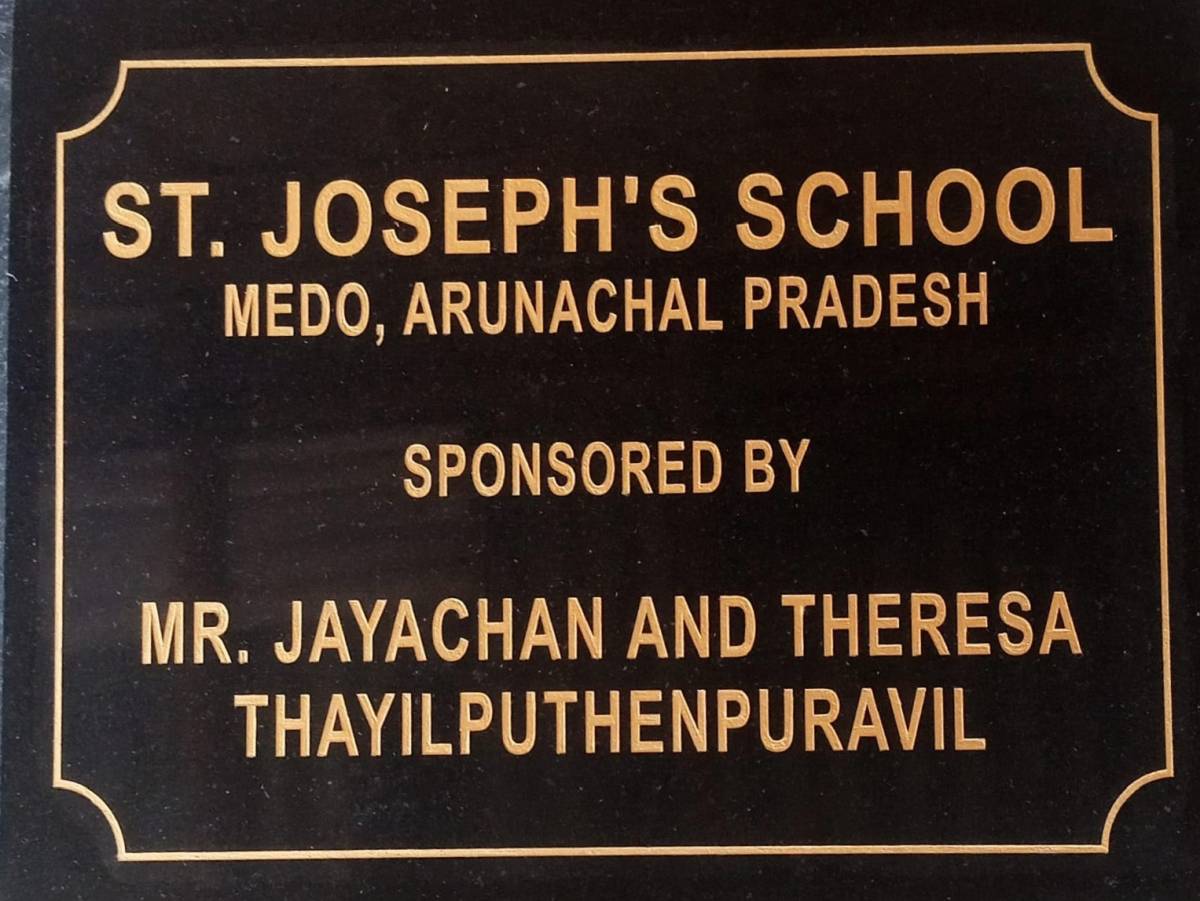 ST. JOSEPH'S SCHOOL
MEDO, ARUNACHAL PRADESH
SPONSORED BY
MR. JAYACHAN AND THERESA
THAYILPUTHENPURAVIL